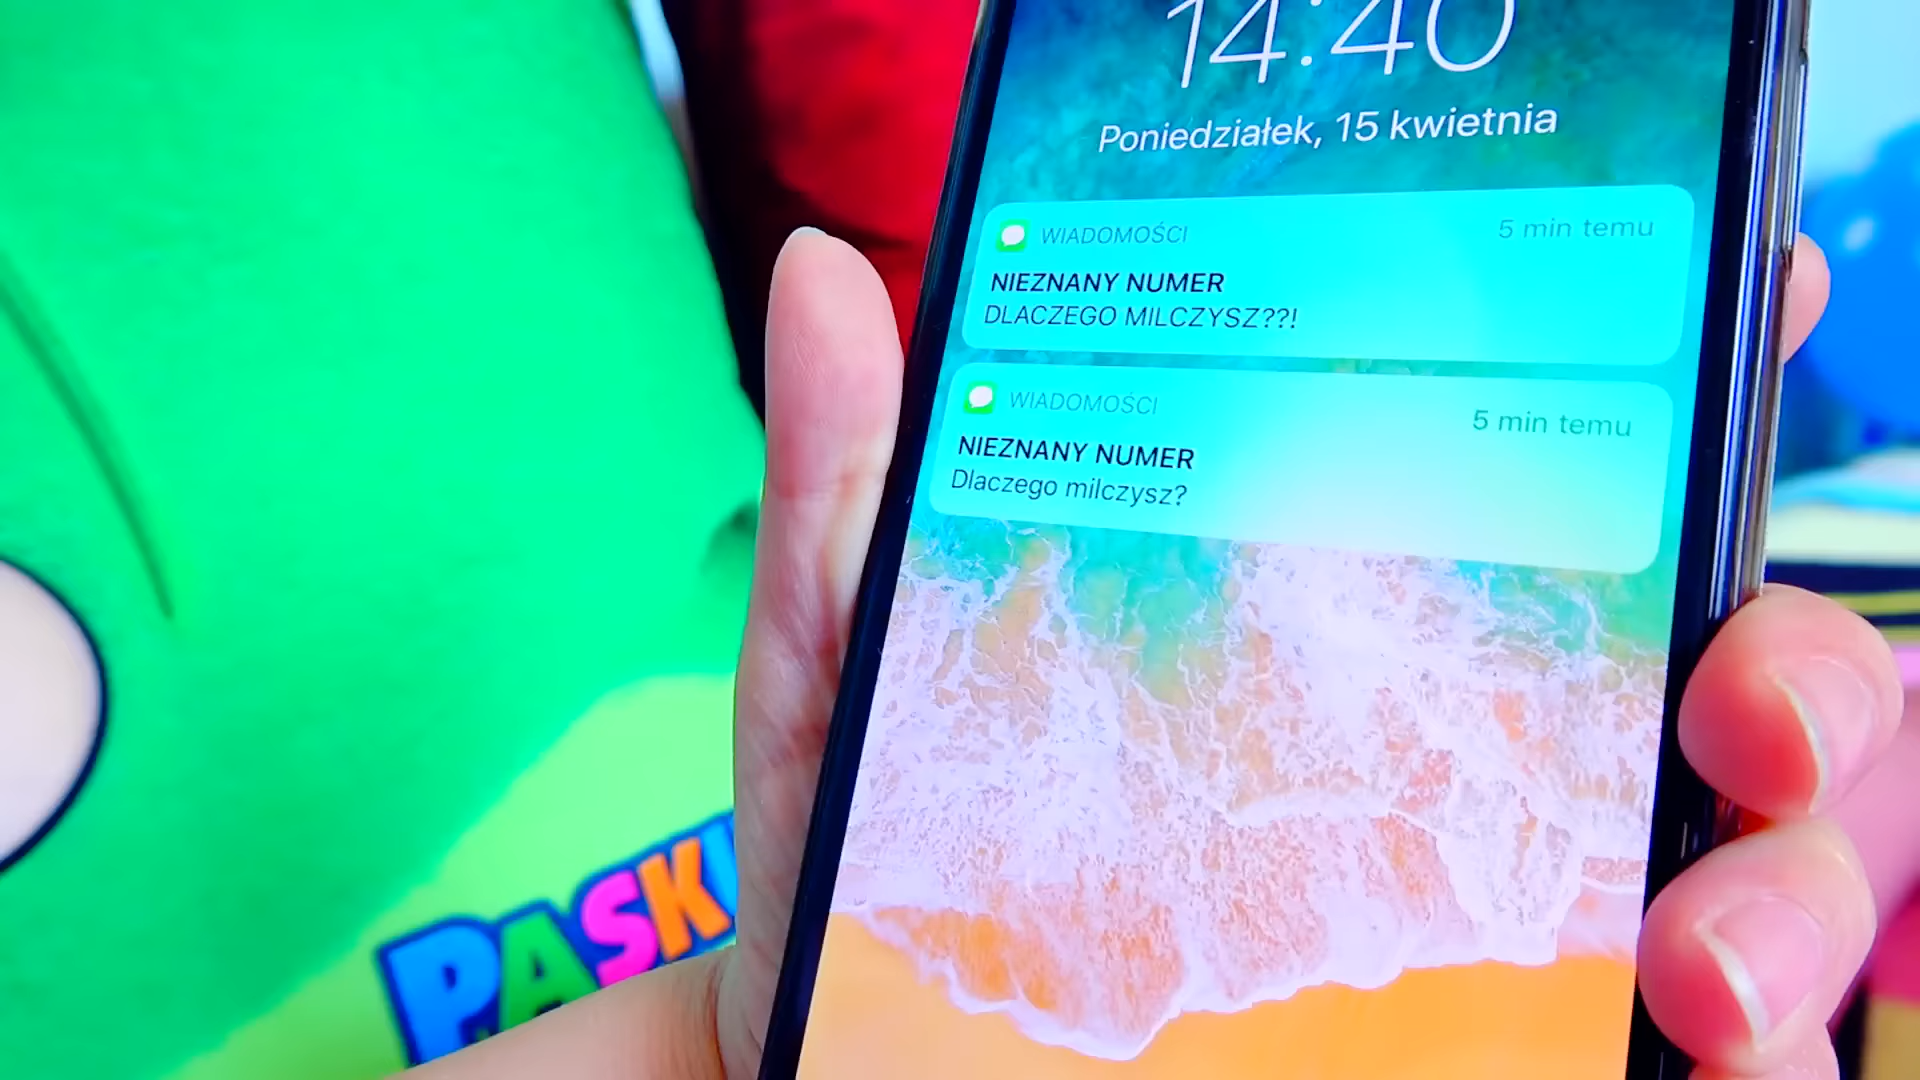 14:40
Poniedziałek, 15 kwietnia
WIADOMOŚCI
5 min temu
NIEZNANY NUMER
DLACZEGO MILCZYSZ??!
WIADOMOŚCI
5 min temu
NIEZNANY NUMER
Dlaczego milczysz?
PASK